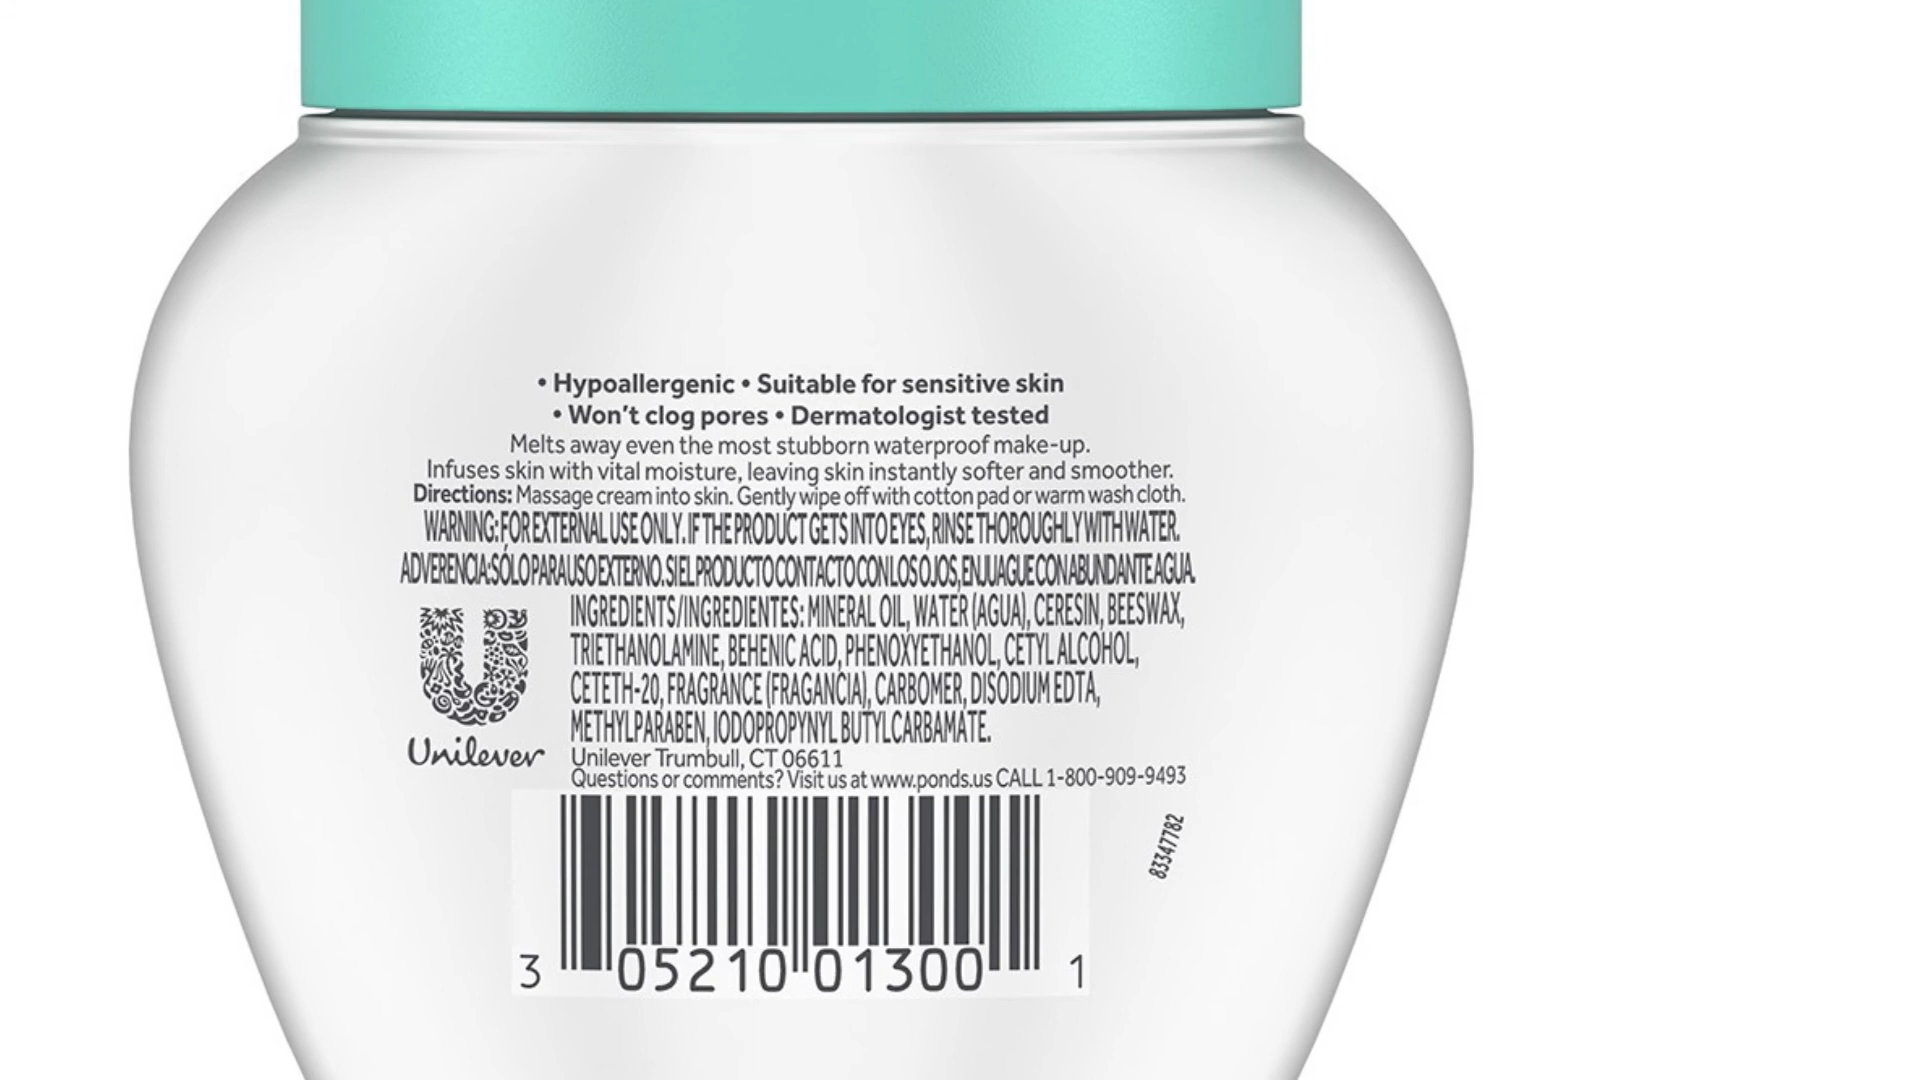 • Hypoallergenic • Suitable for sensitive skin
• Won't clog pores • Dermatologist tested
Melts away even the most stubborn waterproof make-up.
Infuses skin with vital moisture, leaving skin instantly softer and smoother.
Directions: Massage cream into skin. Gently wipe off with cotton pad or warm wash cloth.
WARNING: FOR EXTERNAL USE ONLY. IF THE PRODUCT GETS INTO EYES, RINSE THOROUGHLY WITH WATER.
ADVERENCIA: SÓLO PARA USO EXTERNO. SI EL PRODUCTO CONTACTO CON LOS OJOS, ENJUAGUE CON ABUNDANTE AGUA.
INGREDIENTS/INGREDIENTES: MINERAL OIL, WATER (AGUA), CERESIN, BEESWAX,
TRIETHANOLAMINE, BEHENIC ACID, PHENOXYETHANOL, CETYL ALCOHOL,
CETETH-20, FRAGRANCE (FRAGANCIA), CARBOMER, DISODIUM EDTA,
METHYLPARABEN, IODOPROPYNYL BUTYLCARBAMATE.
Unilever
Unilever Trumbull, CT 06611
Questions or comments? Visit us at www.ponds.us CALL 1-800-909-9493
83347782
3 05210 01300 1